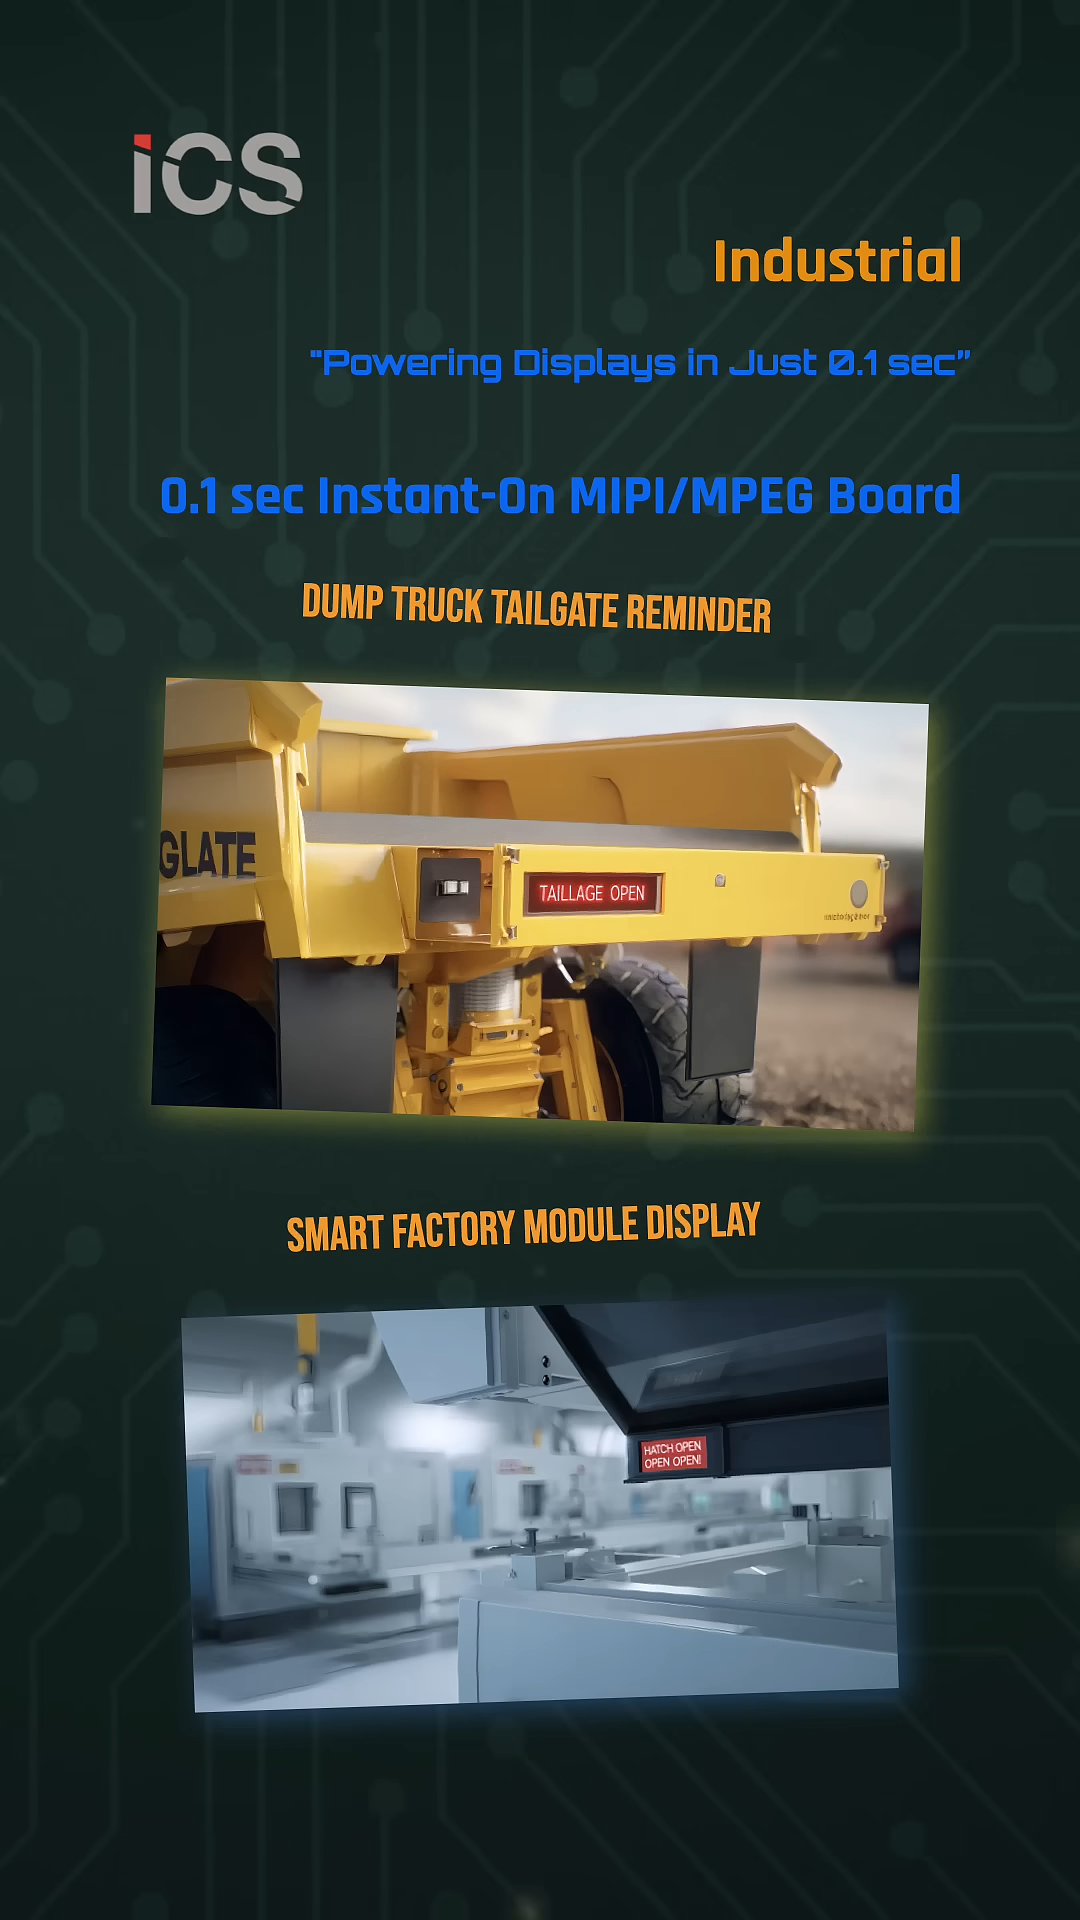 iCS
Industrial
"Powering Displays in Just 0.1 sec"
0.1 sec Instant-On MIPI/MPEG Board
DUMP TRUCK TAILGATE REMINDER
GLATE
TAILLAGE OPEN
SMART FACTORY MODULE DISPLAY
HATCH OPEN
OPEN OPEN!